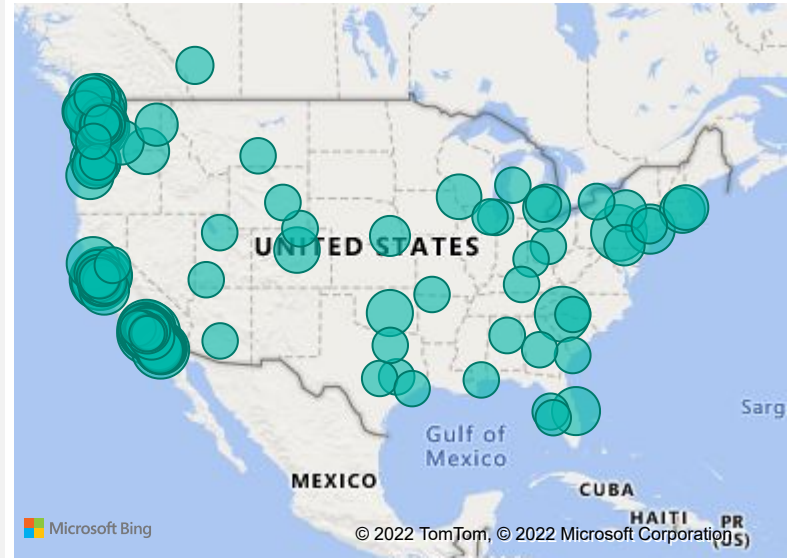 UNITED STATES
Sarg
Gulf of
Mexico
MEXICO
CUBA
HAITI
PR
(US)
Microsoft Bing
© 2022 TomTom, © 2022 Microsoft Corporation